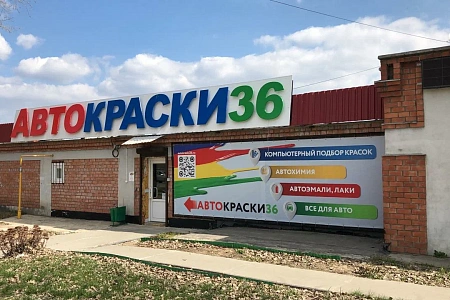 АВТОКРАСКИ36
КОМПЬЮТЕРНЫЙ ПОДБОР КРАСОК
АВТОХИМИЯ
АВТОЭМАЛИ, ЛАКИ
ВСЕ ДЛЯ АВТО
АВТОКРАСКИ36